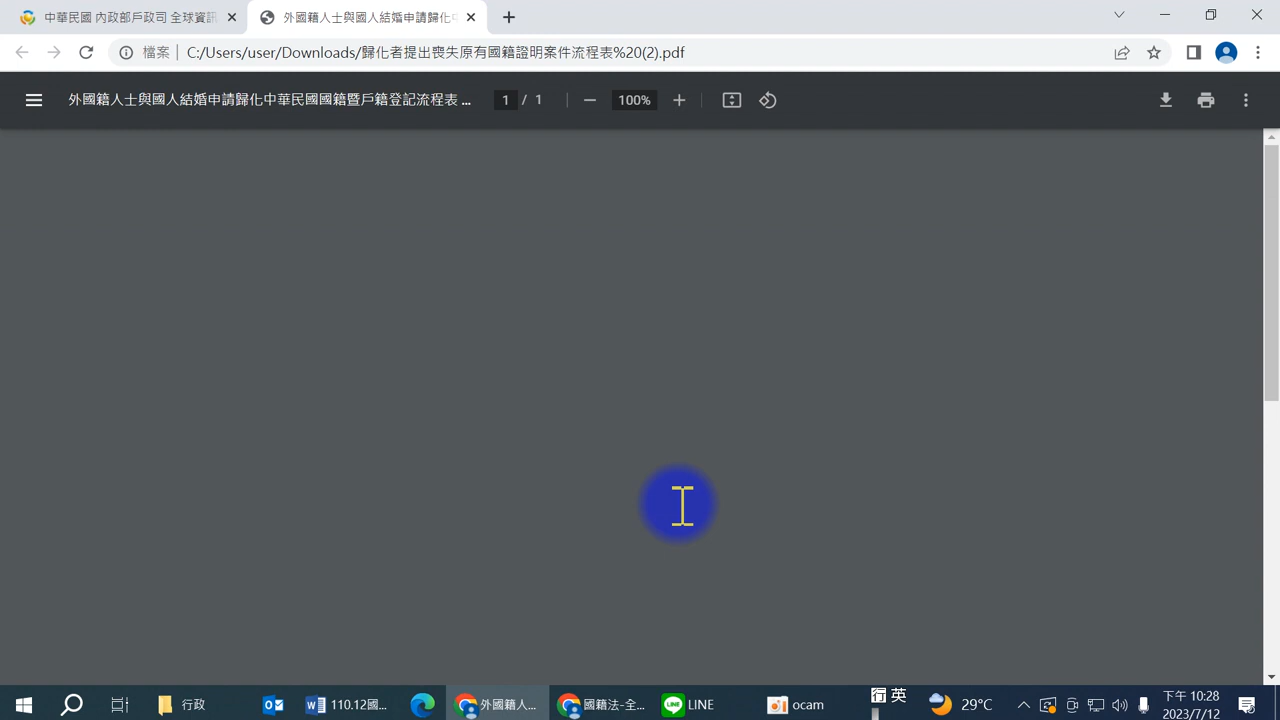 中華民國 內政部戶政司 全球資訊
外國籍人士與國人結婚申請歸化中
檔案
C:/Users/user/Downloads/歸化者提出喪失原有國籍證明案件流程表%20(2).pdf
外國籍人士與國人結婚申請歸化中華民國國籍暨戶籍登記流程表 ...
1 / 1
100%
行政
110.12國...
外國籍人...
國籍法-全...
LINE
ocam
行 英
29°C
下午 10:28
2023/7/12